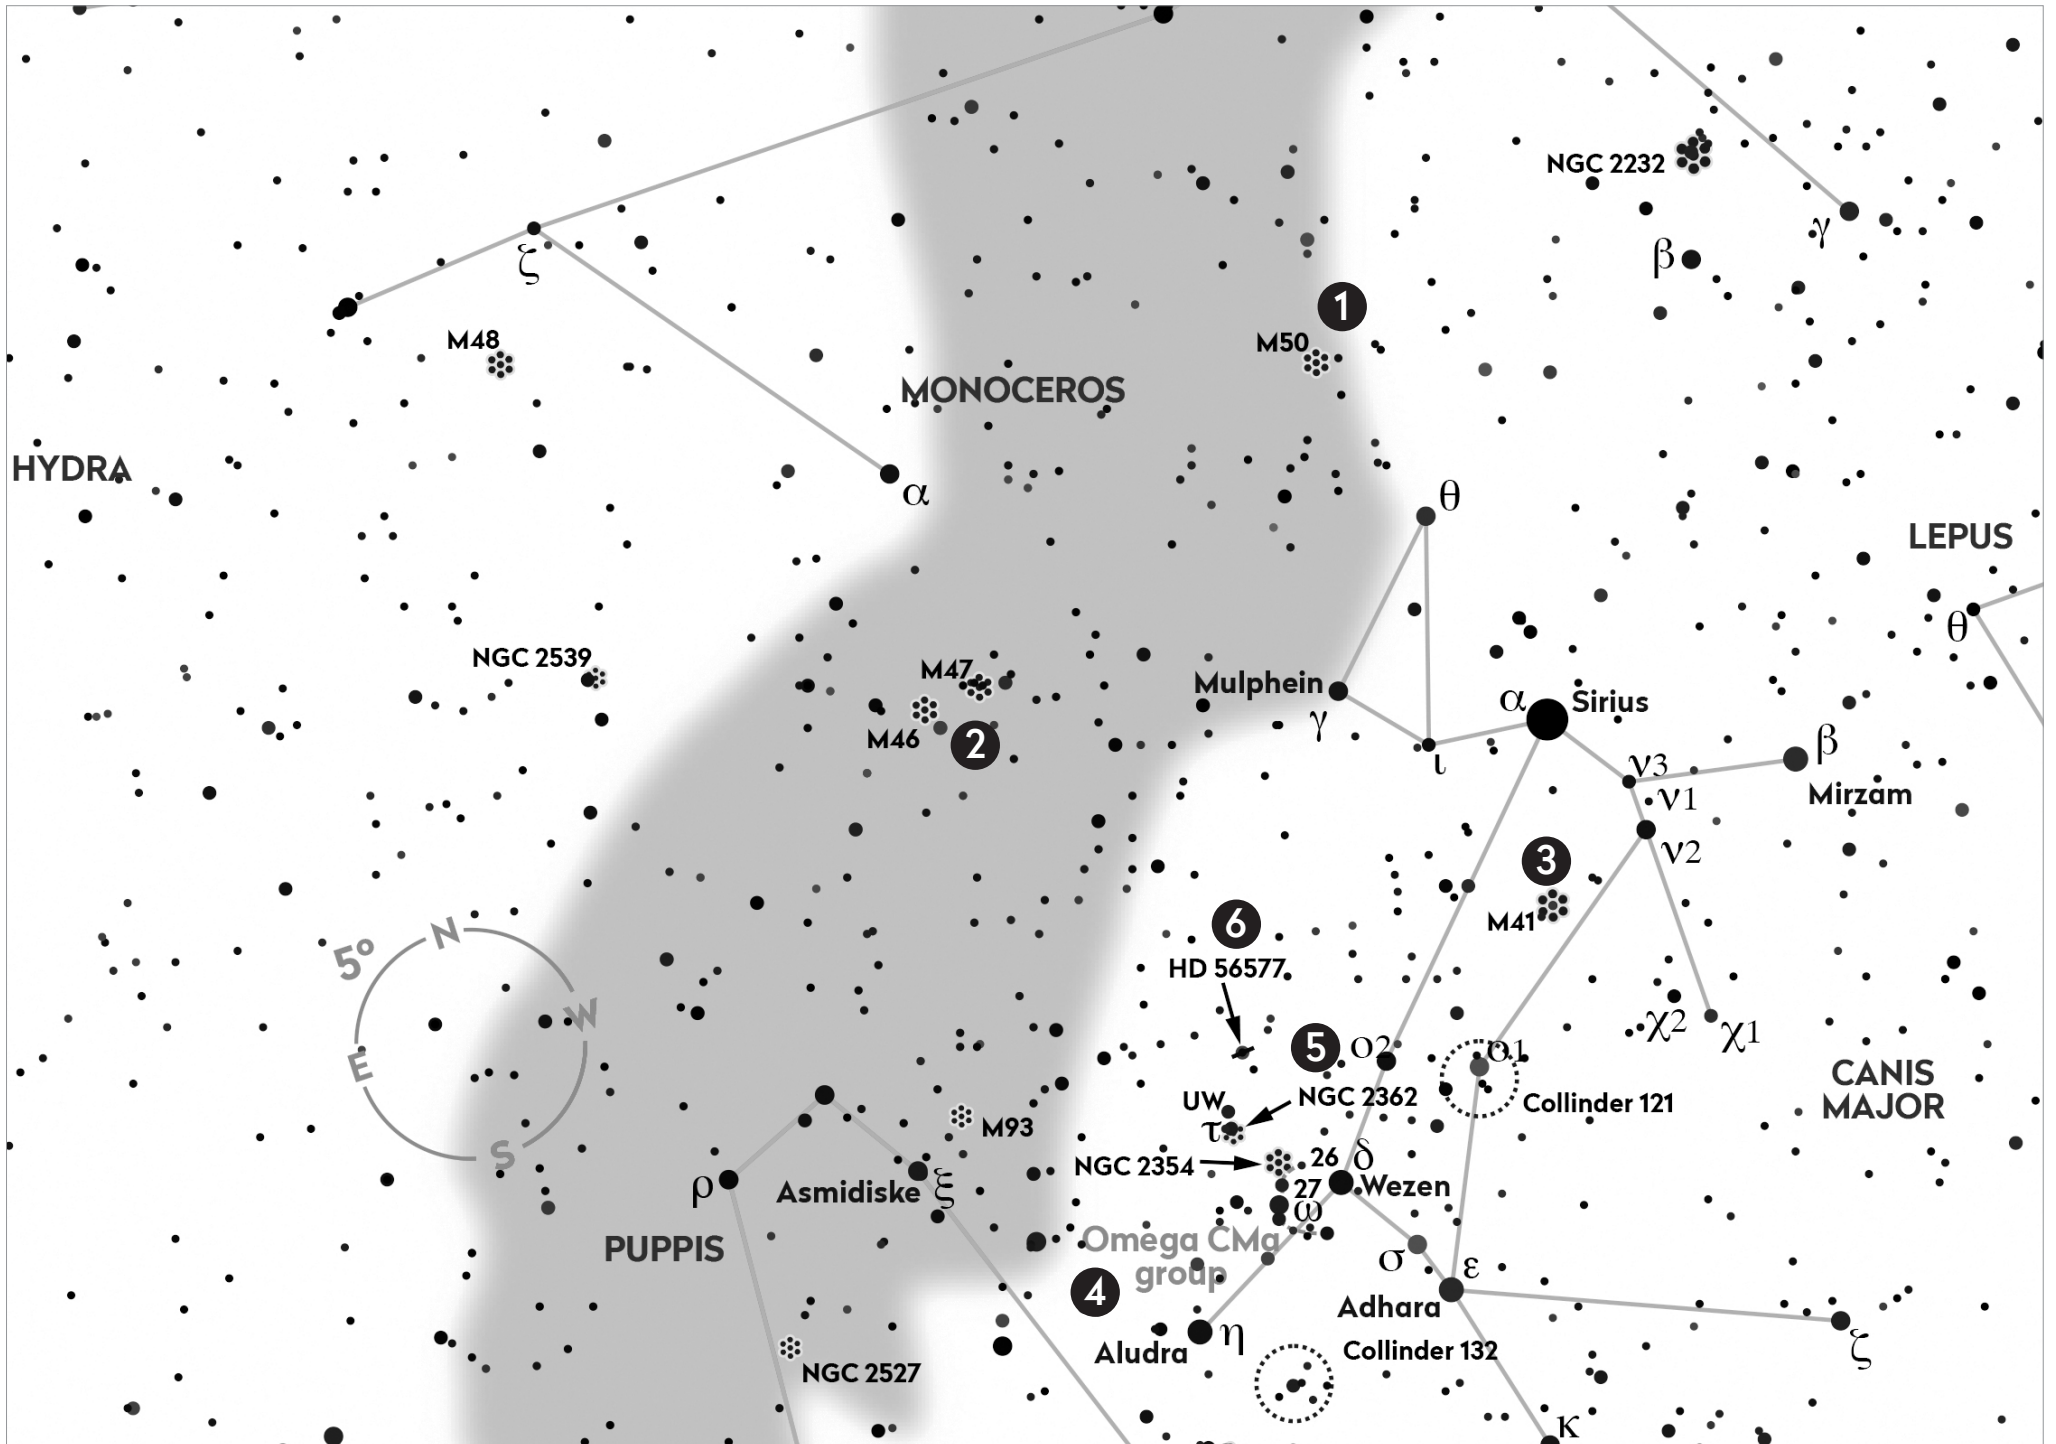 NGC 2232
γ
β
ζ
1
M48
M50
MONOCEROS
HYDRA
α
θ
LEPUS
θ
NGC 2539
M47
Mulphein
α
Sirius
γ
M46
2
ι
ν3
β
ν1
Mirzam
ν2
3
M41
6
N
5°
HD 56577
W
χ2
χ1
5
ο2
ο1
E
CANIS
MAJOR
NGC 2362
Collinder 121
UW
τ
M93
S
NGC 2354
26
δ
ρ
Asmidiske
ξ
27
Wezen
ω
PUPPIS
Omega CMa
group
σ
ε
4
Adhara
Aludra
η
Collinder 132
ζ
NGC 2527
κ